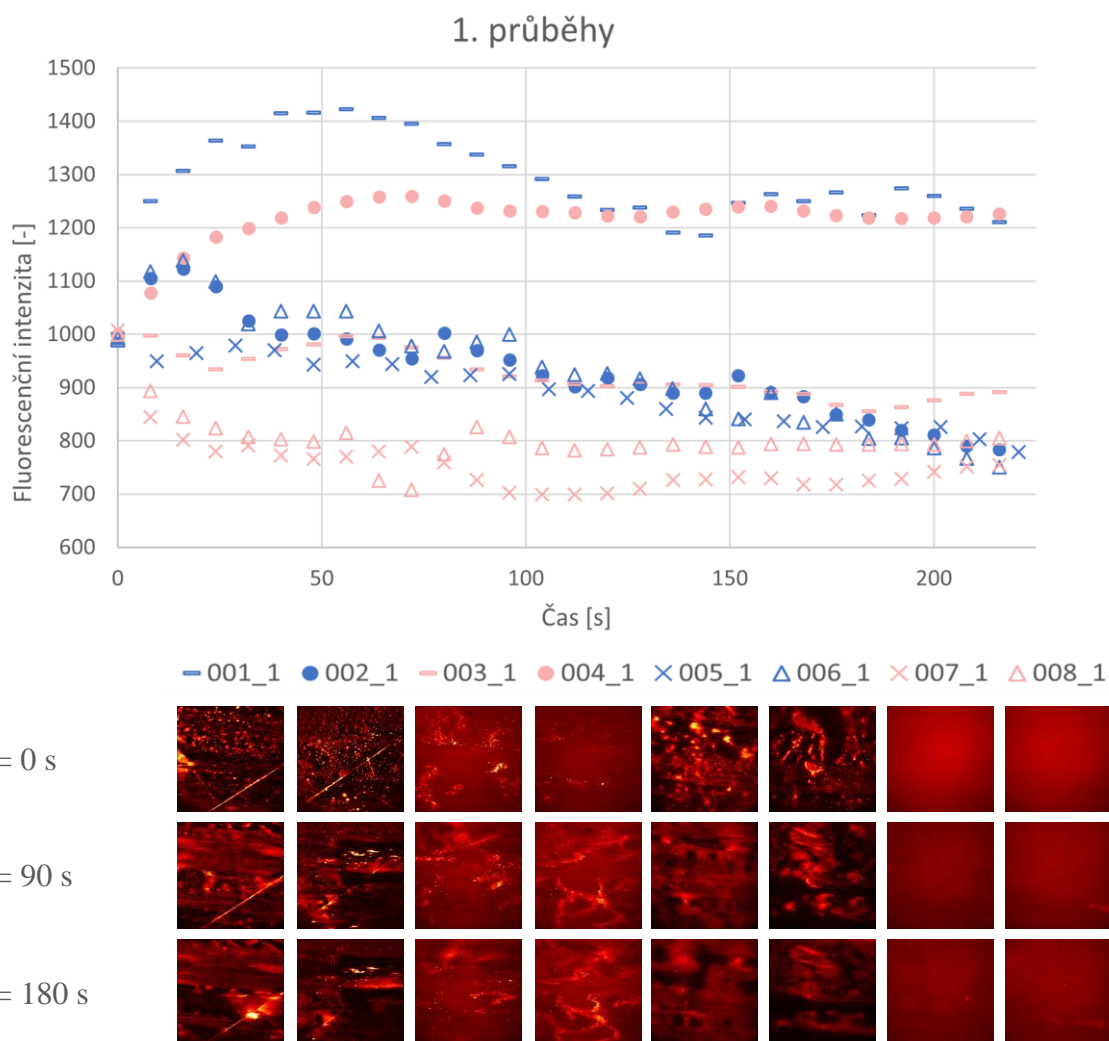 1. průběhy
1500
1400
1300
1200
1100
1000
900
800
700
600
Fluorescenční intenzita [-]
0 50 100 150 200
Čas [s]
001_1 002_1 003_1 004_1 005_1 006_1 007_1 008_1
= 0 s
= 90 s
= 180 s